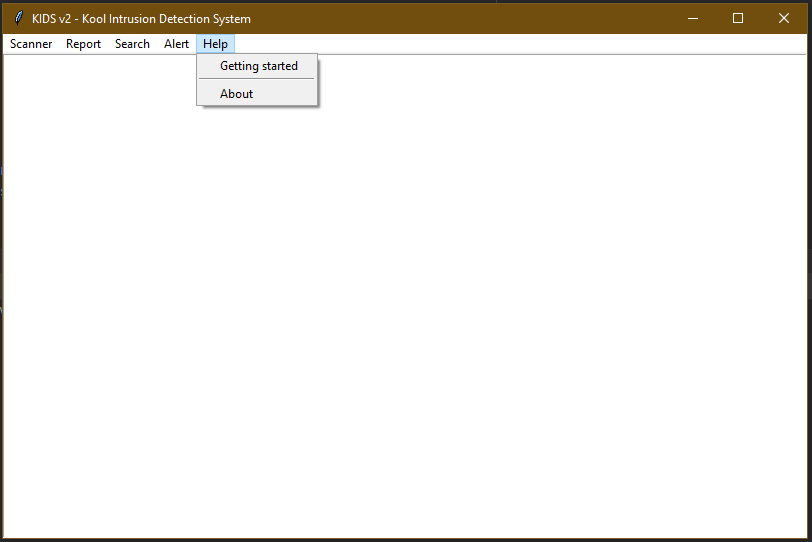 KIDS v2 - Kool Intrusion Detection System
Scanner Report Search Alert Help
Getting started
About